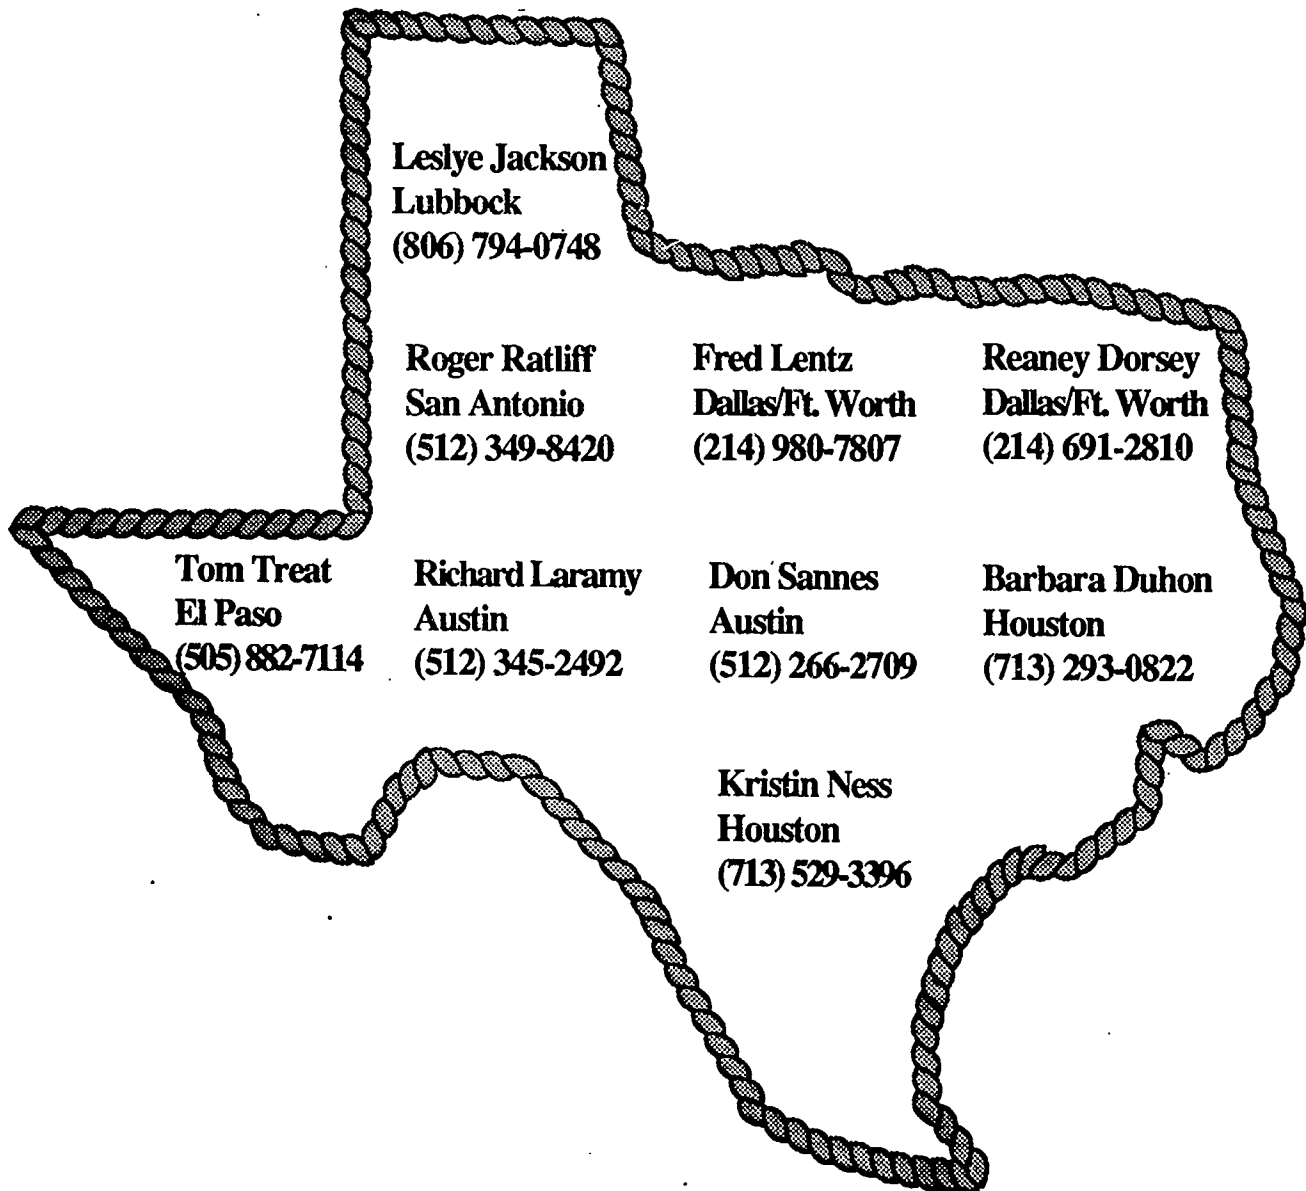 Leslye Jackson
Lubbock
(806) 794-0748
Roger Ratliff
San Antonio
(512) 349-8420
Fred Lentz
Dallas/Ft. Worth
(214) 980-7807
Reaney Dorsey
Dallas/Ft. Worth
(214) 691-2810
Tom Treat
El Paso
(505) 882-7114
Richard Laramy
Austin
(512) 345-2492
Don Sannes
Austin
(512) 266-2709
Barbara Duhon
Houston
(713) 293-0822
Kristin Ness
Houston
(713) 529-3396